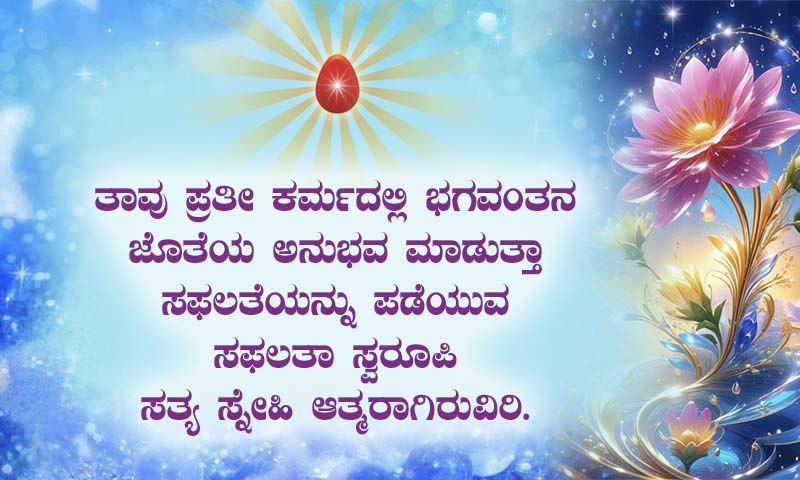 ತಾವು ಪ್ರತೀ ಕರ್ಮದಲ್ಲಿ ಭಗವಂತನ
ಜೊತೆಯ ಅನುಭವ ಮಾಡುತ್ತಾ
ಸಫಲತೆಯನ್ನು ಪಡೆಯುವ
ಸಫಲತಾ ಸ್ವರೂಪಿ
ಸತ್ಯ ಸ್ನೇಹಿ ಆತ್ಮರಾಗಿರುವಿರಿ.